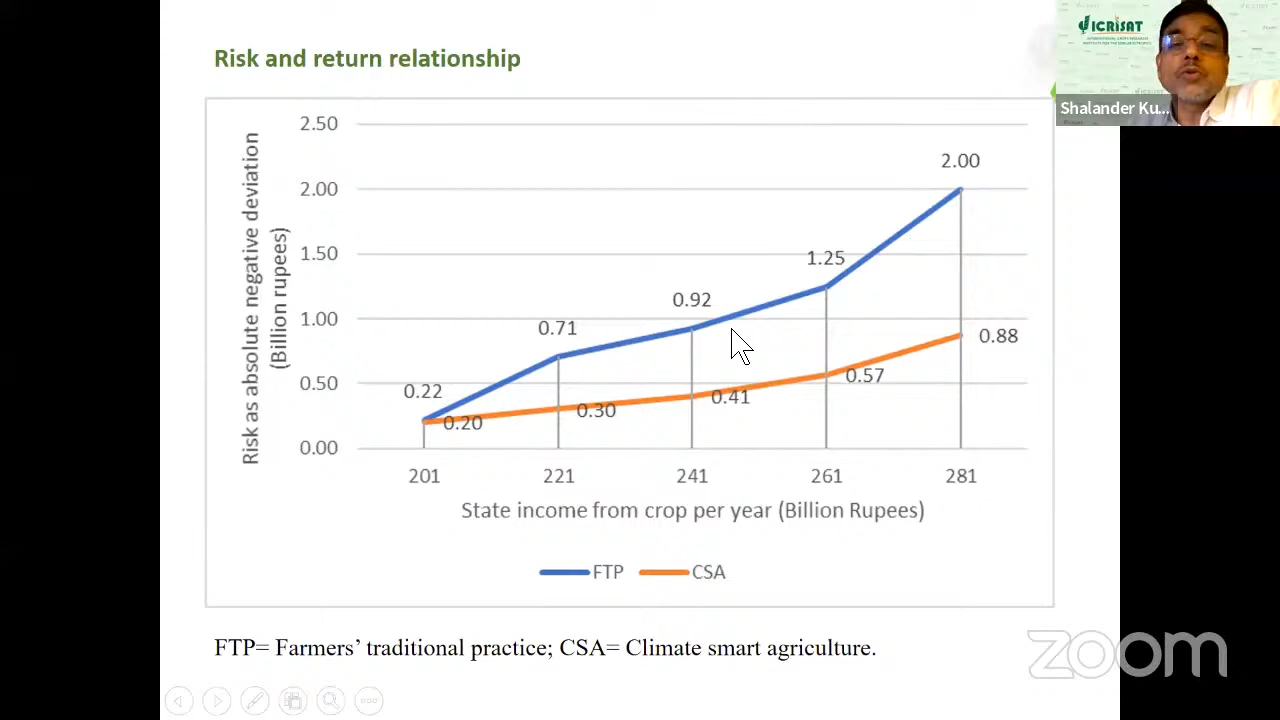 Risk and return relationship
ICRISAT
Shalander Ku...
Risk as absolute negative deviation
(Billion rupees)
2.50
2.00
1.50
1.00
0.50
0.00
0.22
0.71
0.92
1.25
2.00
0.20
0.30
0.41
0.57
0.88
201 221 241 261 281
State income from crop per year (Billion Rupees)
FTP CSA
FTP= Farmers’ traditional practice; CSA= Climate smart agriculture.
zoom